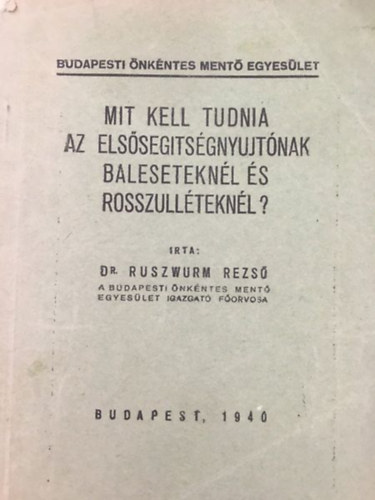 BUDAPESTI ÖNKÉNTES MENTŐ EGYESÜLET
MIT KELL TUDNIA
AZ ELSŐSEGITSÉGNYUJTÓNAK
BALESETEKNÉL ÉS
ROSSZULLÉTEKNÉL?
IRTA:
DR. RUSZWURM REZSŐ
A BUDAPESTI ÖNKÉNTES MENTŐ
EGYESÜLET IGAZGATÓ FŐORVOSA
BUDAPEST, 1940